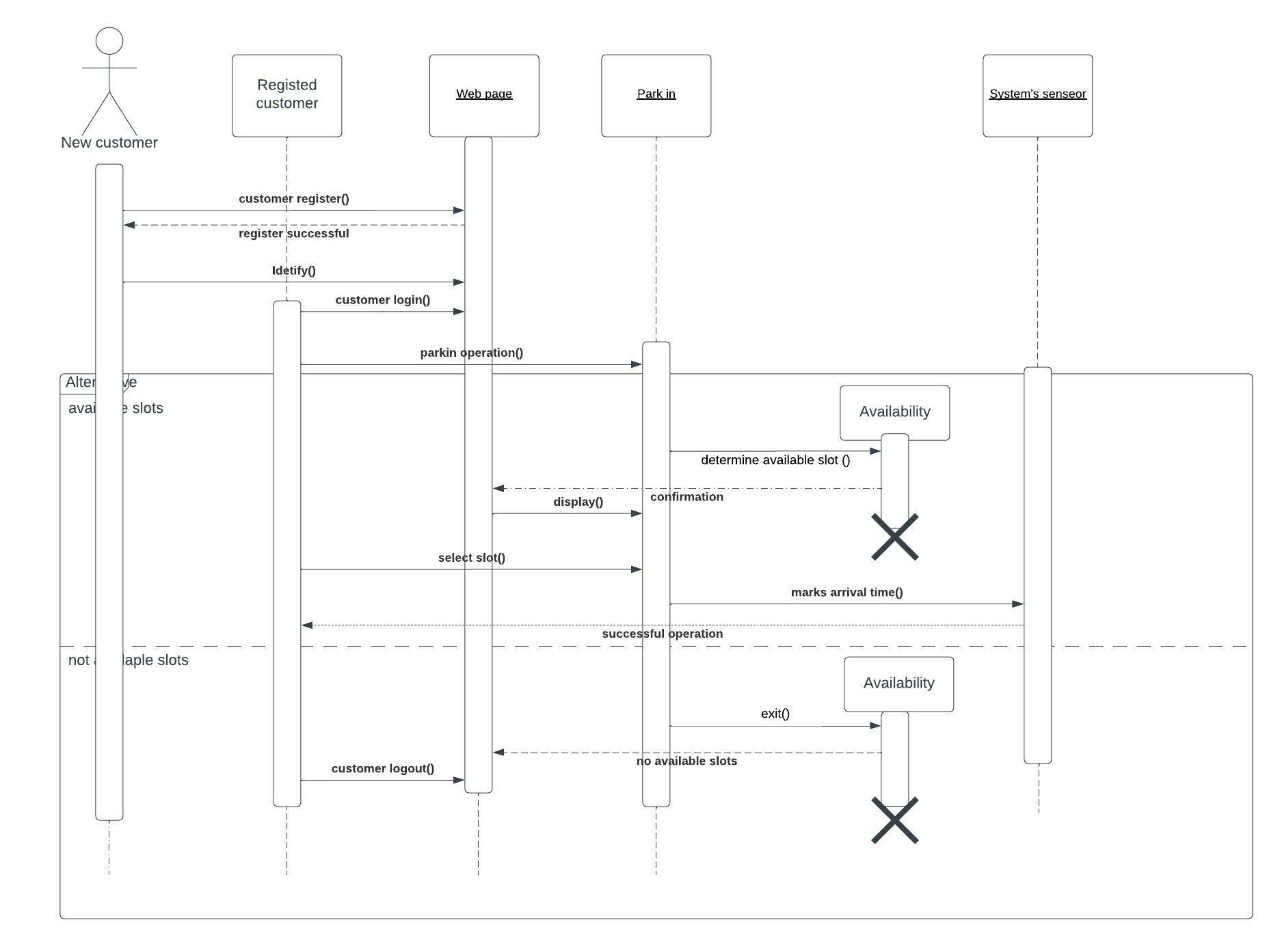 New customer
Registed
customer
Web page
Park in
System's senseor
customer register()
register successful
Idetify()
customer login()
parkin operation()
slots
Availability
determine available slot ()
confirmation
display()
select slot()
marks arrival time()
successful operation
not
slots
Availability
exit()
no available slots
customer logout()